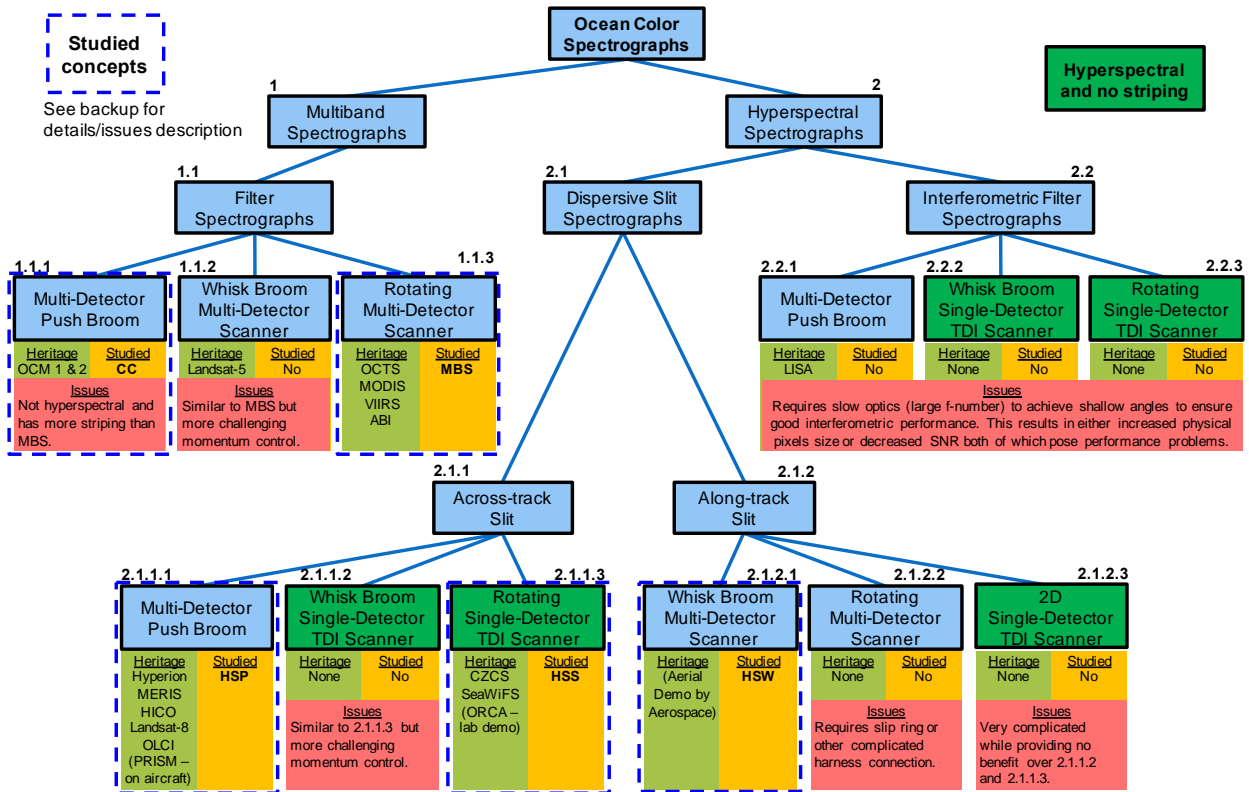 Ocean Color
Spectrographs
Studied
concepts
See backup for
details/issues description
Hyperspectral
and no striping
1
Multiband
Spectrographs
2
Hyperspectral
Spectrographs
1.1
Filter
Spectrographs
2.1
Dispersive Slit
Spectrographs
2.2
Interferometric Filter
Spectrographs
1.1.1
Multi-Detector
Push Broom
Heritage
OCM 1 & 2
Studied
CC
Issues
Not hyperspectral and
has more striping than
MBS.
1.1.2
Whisk Broom
Multi-Detector
Scanner
Heritage
Landsat-5
Studied
No
Issues
Similar to MBS but
more challenging
momentum control.
1.1.3
Rotating
Multi-Detector
Scanner
Heritage
OCTS
MODIS
VIIRS
ABI
Studied
MBS
2.2.1
Multi-Detector
Push Broom
Heritage
LISA
Studied
No
2.2.2
Whisk Broom
Single-Detector
TDI Scanner
Heritage
None
Studied
No
2.2.3
Rotating
Single-Detector
TDI Scanner
Heritage
None
Studied
No
Issues
Requires slow optics (large f-number) to achieve shallow angles to ensure
good interferometric performance. This results in either increased physical
pixels size or decreased SNR both of which pose performance problems.
2.1.1
Across-track
Slit
2.1.2
Along-track
Slit
2.1.1.1
Multi-Detector
Push Broom
Heritage
Hyperion
MERIS
HICO
Landsat-8
OLCI
(PRISM –
on aircraft)
Studied
HSP
2.1.1.2
Whisk Broom
Single-Detector
TDI Scanner
Heritage
None
Studied
No
Issues
Similar to 2.1.1.3 but
more challenging
momentum control.
2.1.1.3
Rotating
Single-Detector
TDI Scanner
Heritage
CZCS
SeaWiFS
(ORCA –
lab demo)
Studied
HSS
2.1.2.1
Whisk Broom
Multi-Detector
Scanner
Heritage
(Aerial
Demo by
Aerospace)
Studied
HSW
2.1.2.2
Rotating
Multi-Detector
Scanner
Heritage
None
Studied
No
Issues
Requires slip ring or
other complicated
harness connection.
2.1.2.3
2D
Single-Detector
TDI Scanner
Heritage
None
Studied
No
Issues
Very complicated
while providing no
benefit over 2.1.1.2
and 2.1.1.3.